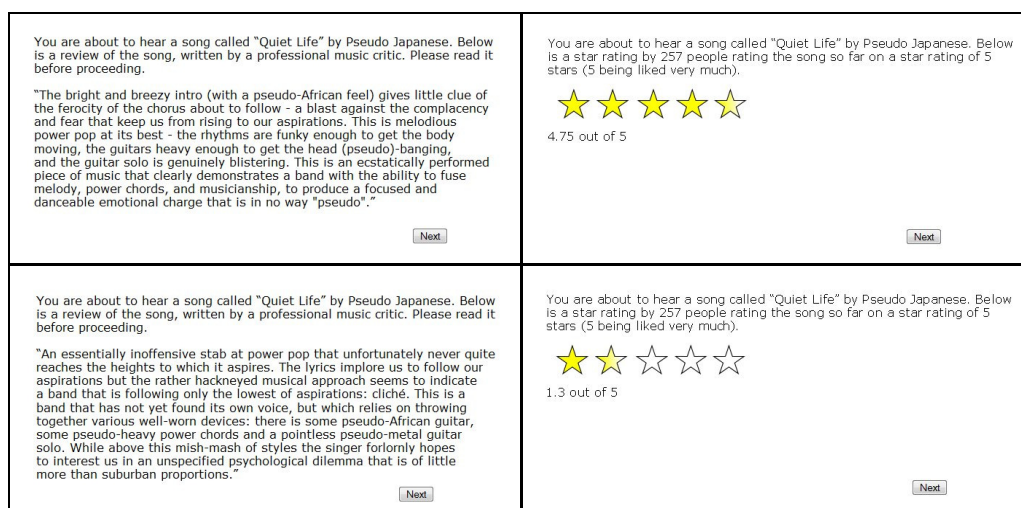 You are about to hear a song called “Quiet Life” by Pseudo Japanese. Below
is a review of the song, written by a professional music critic. Please read it
before proceeding.
“The bright and breezy intro (with a pseudo-African feel) gives little clue of
the ferocity of the chorus about to follow - a blast against the complacency
and fear that keep us from rising to our aspirations. This is melodious
power pop at its best - the rhythms are funky enough to get the body
moving, the guitars heavy enough to get the head (pseudo)-banging,
and the guitar solo is genuinely blistering. This is an ecstatically performed
piece of music that clearly demonstrates a band with the ability to fuse
melody, power chords, and musicianship, to produce a focused and
danceable emotional charge that is in no way "pseudo".”
Next
You are about to hear a song called “Quiet Life” by Pseudo Japanese. Below
is a star rating by 257 people rating the song so far on a star rating of 5
stars (5 being liked very much).
4.75 out of 5
Next
You are about to hear a song called “Quiet Life” by Pseudo Japanese. Below
is a review of the song, written by a professional music critic. Please read it
before proceeding.
“An essentially inoffensive stab at power pop that unfortunately never quite
reaches the heights to which it aspires. The lyrics implore us to follow our
aspirations but the rather hackneyed musical approach seems to indicate
a band that is following only the lowest of aspirations: cliché. This is a
band that has not yet found its own voice, but which relies on throwing
together various well-worn devices: there is some pseudo-African guitar,
some pseudo-heavy power chords and a pointless pseudo-metal guitar
solo. While above this mish-mash of styles the singer forlornly hopes
to interest us in an unspecified psychological dilemma that is of little
more than suburban proportions.”
Next
You are about to hear a song called “Quiet Life” by Pseudo Japanese. Below
is a star rating by 257 people rating the song so far on a star rating of 5
stars (5 being liked very much).
1.3 out of 5
Next